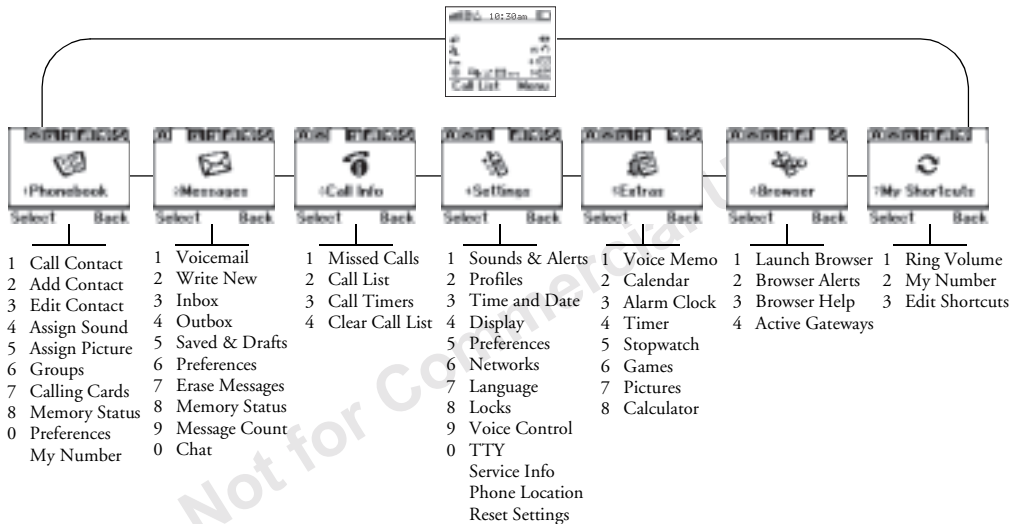 10:30am
Call List Menu
Phonebook
Select Back
Messages
Select Back
Call Info
Select Back
Settings
Select Back
Extras
Select Back
Browser
Select Back
My Shortcuts
Select Back
1 Call Contact
2 Add Contact
3 Edit Contact
4 Assign Sound
5 Assign Picture
6 Groups
7 Calling Cards
8 Memory Status
0 Preferences
My Number
1 Voicemail
2 Write New
3 Inbox
4 Outbox
5 Saved & Drafts
6 Preferences
7 Erase Messages
8 Memory Status
9 Message Count
0 Chat
1 Missed Calls
2 Call List
3 Call Timers
4 Clear Call List
1 Sounds & Alerts
2 Profiles
3 Time and Date
4 Display
5 Preferences
6 Networks
7 Language
8 Locks
9 Voice Control
0 TTY
Service Info
Phone Location
Reset Settings
1 Voice Memo
2 Calendar
3 Alarm Clock
4 Timer
5 Stopwatch
6 Games
7 Pictures
8 Calculator
1 Launch Browser
2 Browser Alerts
3 Browser Help
4 Active Gateways
1 Ring Volume
2 My Number
3 Edit Shortcuts
Not for Commercial U